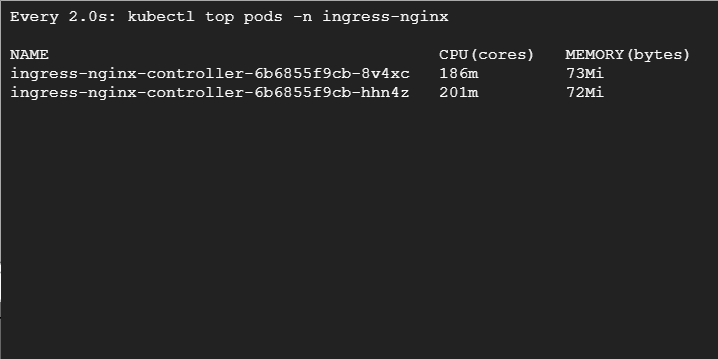 Every 2.0s: kubectl top pods -n ingress-nginx
NAME CPU(cores) MEMORY(bytes)
ingress-nginx-controller-6b6855f9cb-8v4xc 186m 73Mi
ingress-nginx-controller-6b6855f9cb-hhn4z 201m 72Mi